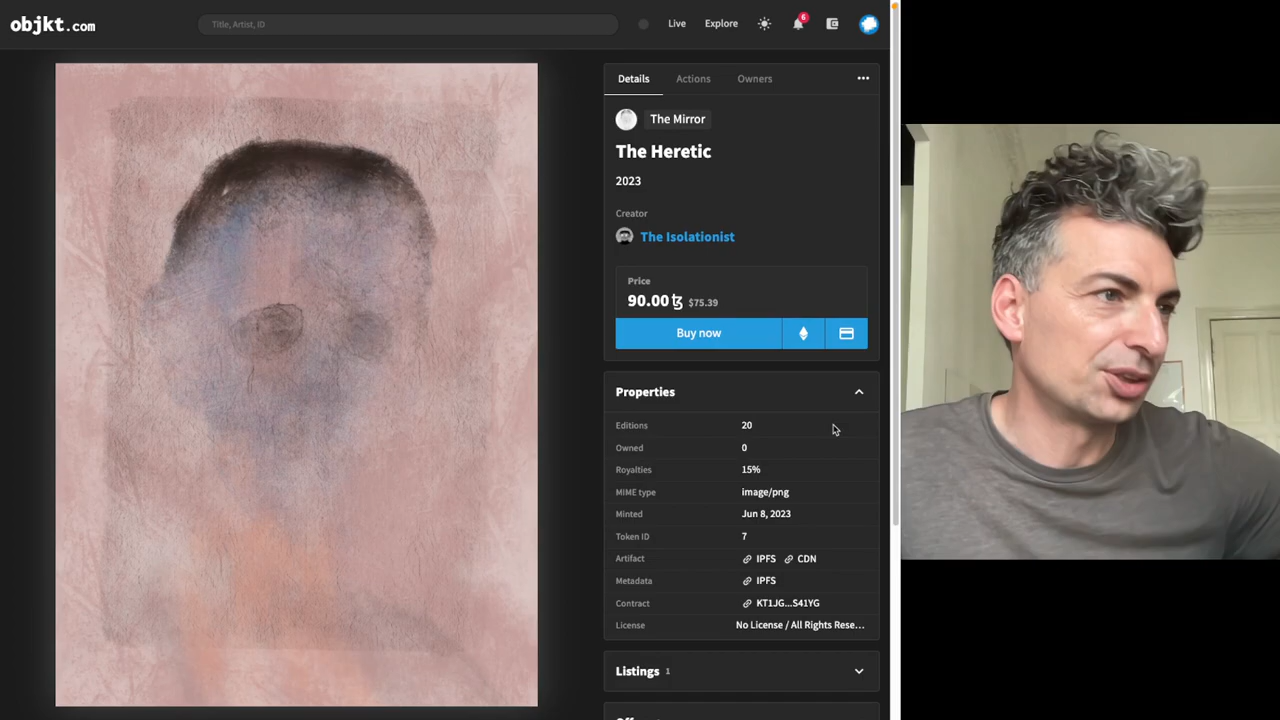 objkt.com
Title, Artist, ID
Live
Explore
6
Details
Actions
Owners
The Mirror
The Heretic
2023
Creator
The Isolationist
Price
90.00 ꜩ $75.39
Buy now
Properties
Editions 20
Owned 0
Royalties 15%
MIME type image/png
Minted Jun 8, 2023
Token ID 7
Artifact IPFS CDN
Metadata IPFS
Contract KT1JG...S41YG
License No License / All Rights Rese...
Listings 1